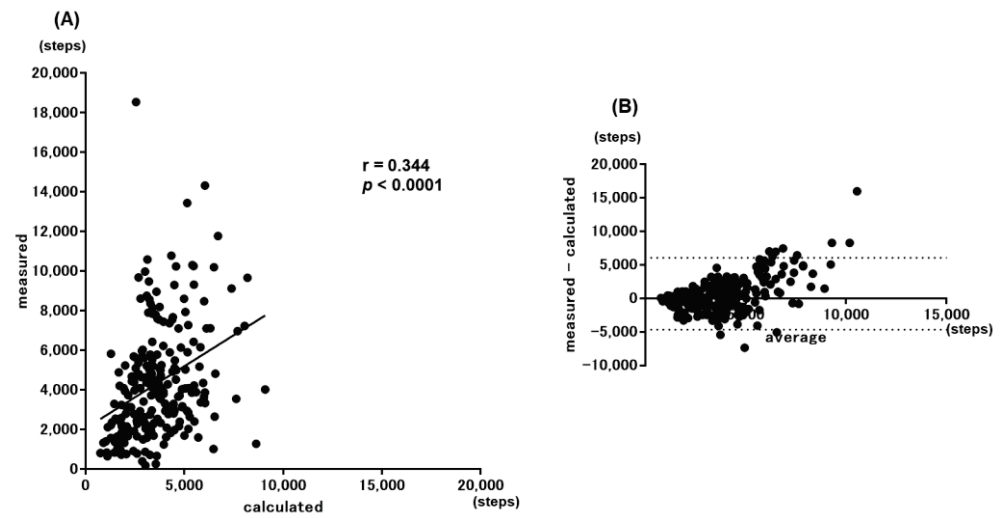 (A)
(steps)
20,000
18,000
16,000
14,000
12,000
10,000
8,000
6,000
4,000
2,000
0
measured
r = 0.344
p < 0.0001
0
5,000
10,000
15,000
20,000
(steps)
calculated
(B)
(steps)
20,000
15,000
10,000
5,000
0
−5,000
−10,000
measured − calculated
10,000
15,000
(steps)
average